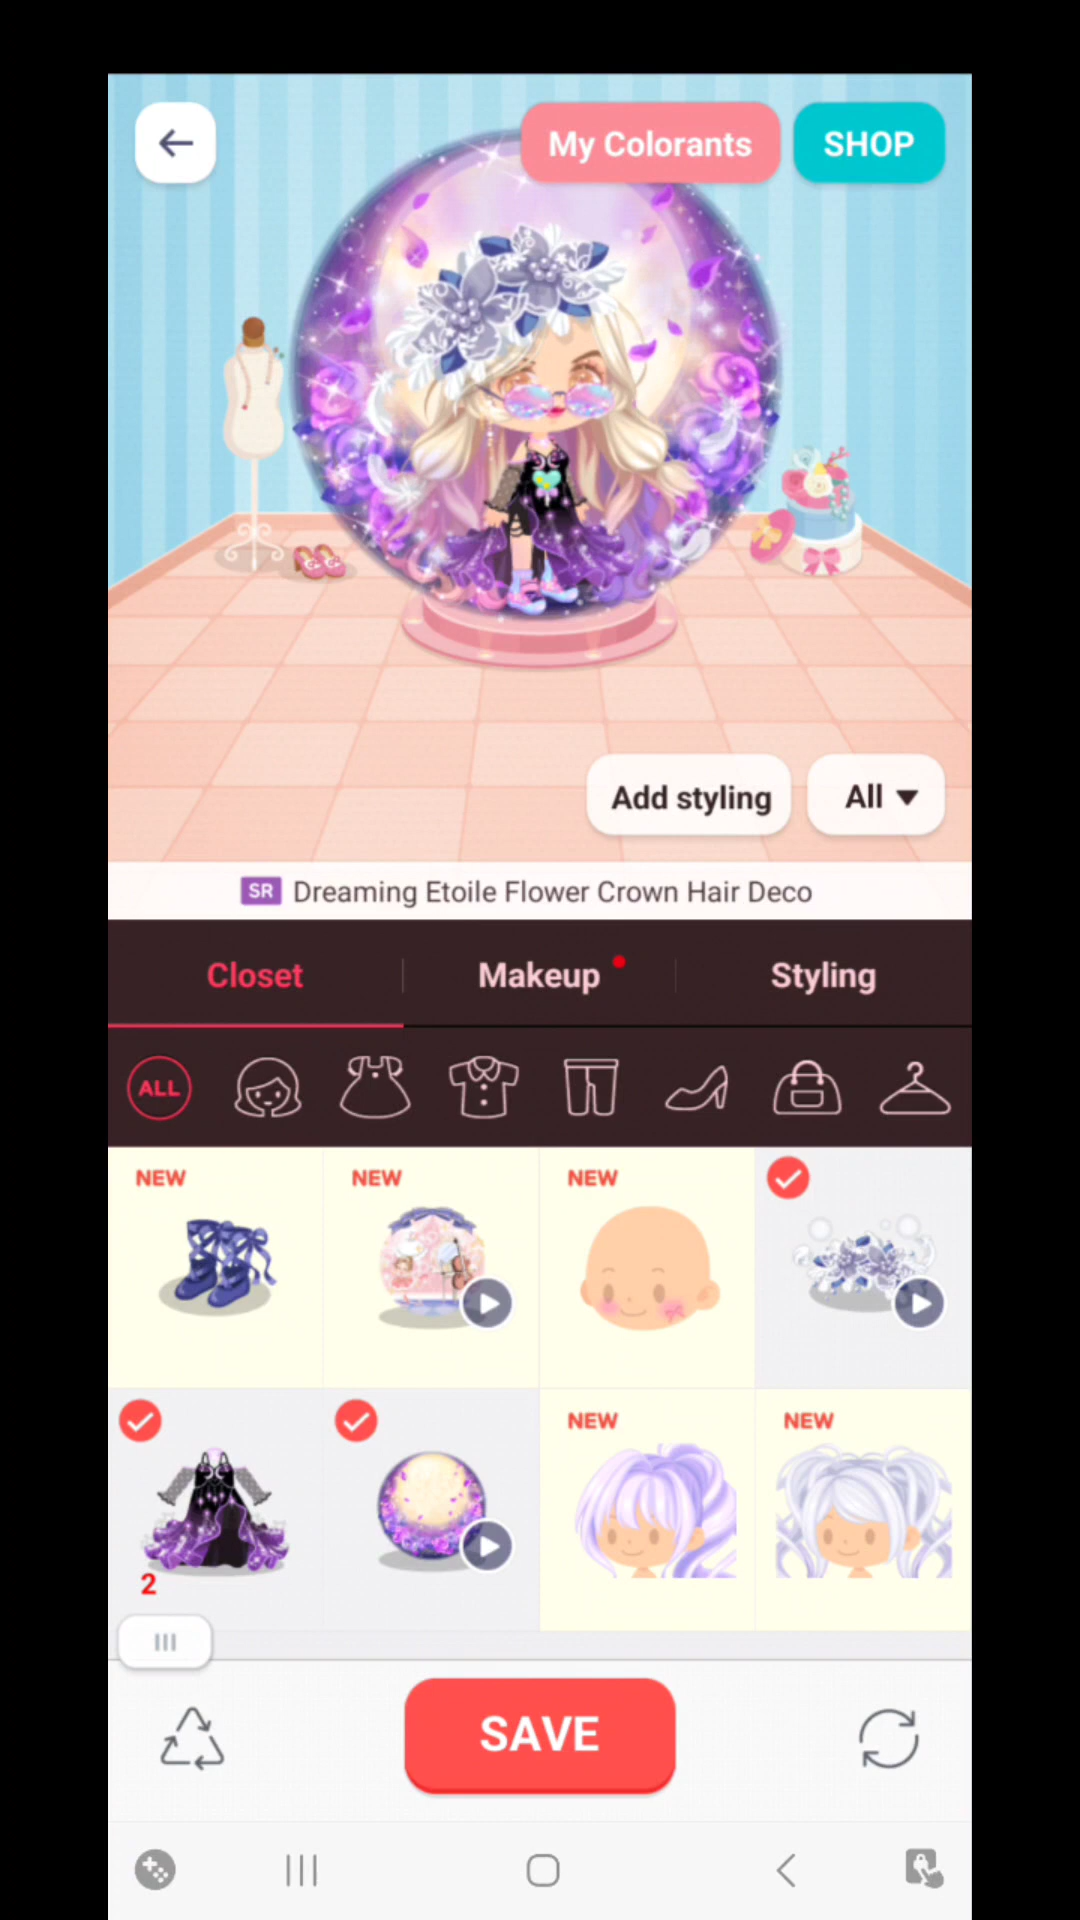 My Colorants
SHOP
Add styling
All
SR Dreaming Etoile Flower Crown Hair Deco
Closet
Makeup
Styling
ALL
NEW
NEW
NEW
NEW
NEW
2
SAVE